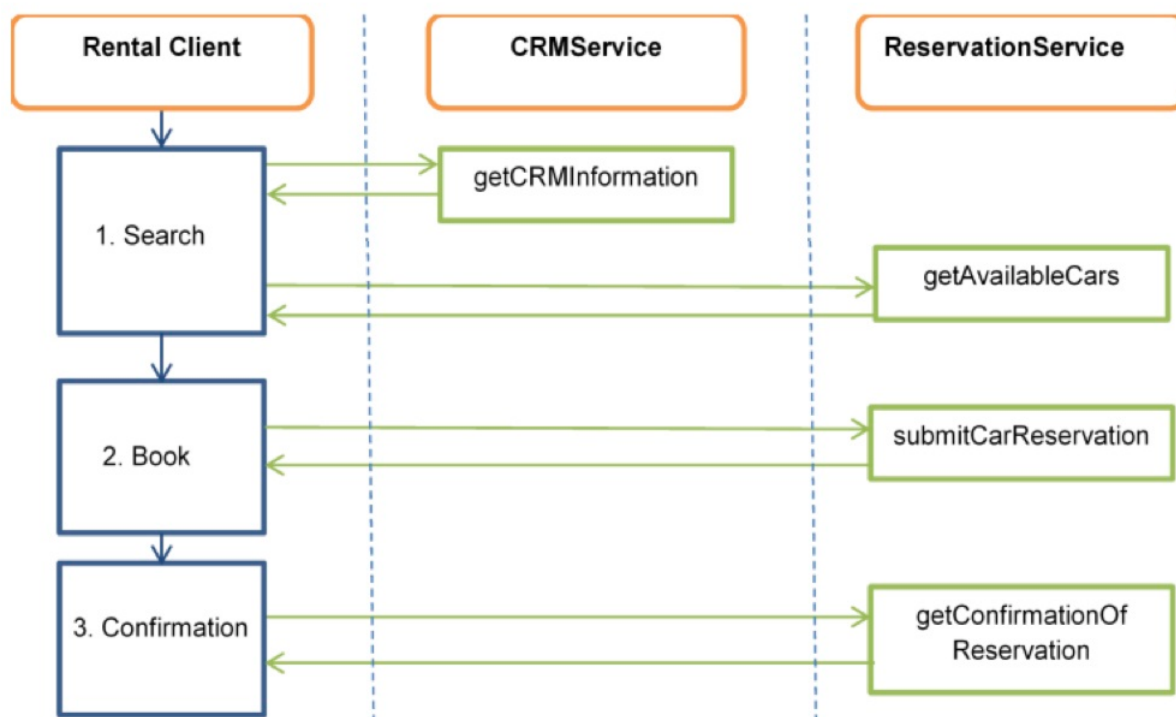 Rental Client
CRMService
ReservationService
getCRMInformation
1. Search
getAvailableCars
2. Book
submitCarReservation
3. Confirmation
getConfirmationOf
Reservation